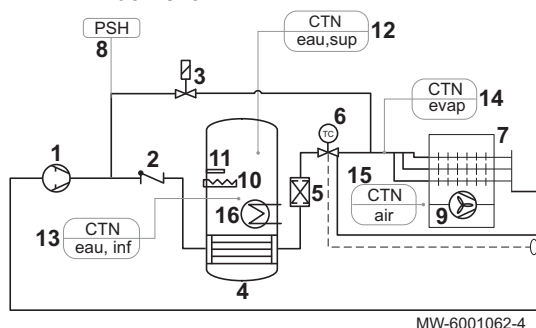 PSH
8
CTN
eau,sup
12
3
6
TC
CTN
evap
14
7
1
2
11
10
5
15
CTN
air
9
16
13
CTN
eau, inf
4
MW-6001062-4